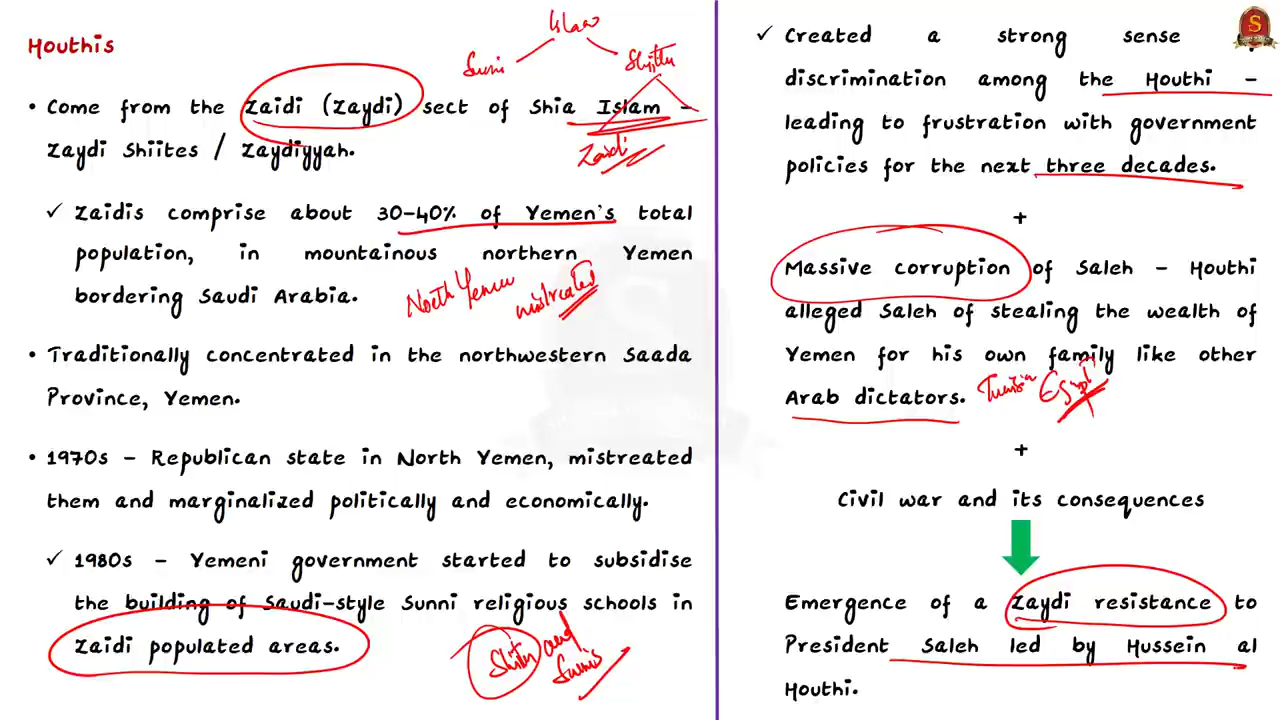 Houthis
Islam
Sunni
Shiite
• Come from the Zaidi (Zaydi) sect of Shia Islam –
Zaydi Shiites / Zaydiyyah.
Zaidi
✓ Zaidis comprise about 30-40% of Yemen's total
population, in mountainous northern Yemen
bordering Saudi Arabia.
North Yemen
mistreated
• Traditionally concentrated in the northwestern Saada
Province, Yemen.
• 1970s – Republican state in North Yemen, mistreated
them and marginalized politically and economically.
✓ 1980s – Yemeni government started to subsidise
the building of Saudi-style Sunni religious schools in
Zaidi populated areas.
and
Sunnis
✓ Created a strong sense
discrimination among the Houthi –
leading to frustration with government
policies for the next three decades.
+
Massive corruption of Saleh – Houthi
alleged Saleh of stealing the wealth of
Yemen for his own family like other
Arab dictators.
Tunisia Egypt
+
Civil war and its consequences
Emergence of a Zaydi resistance to
President Saleh led by Hussein al
Houthi.
S